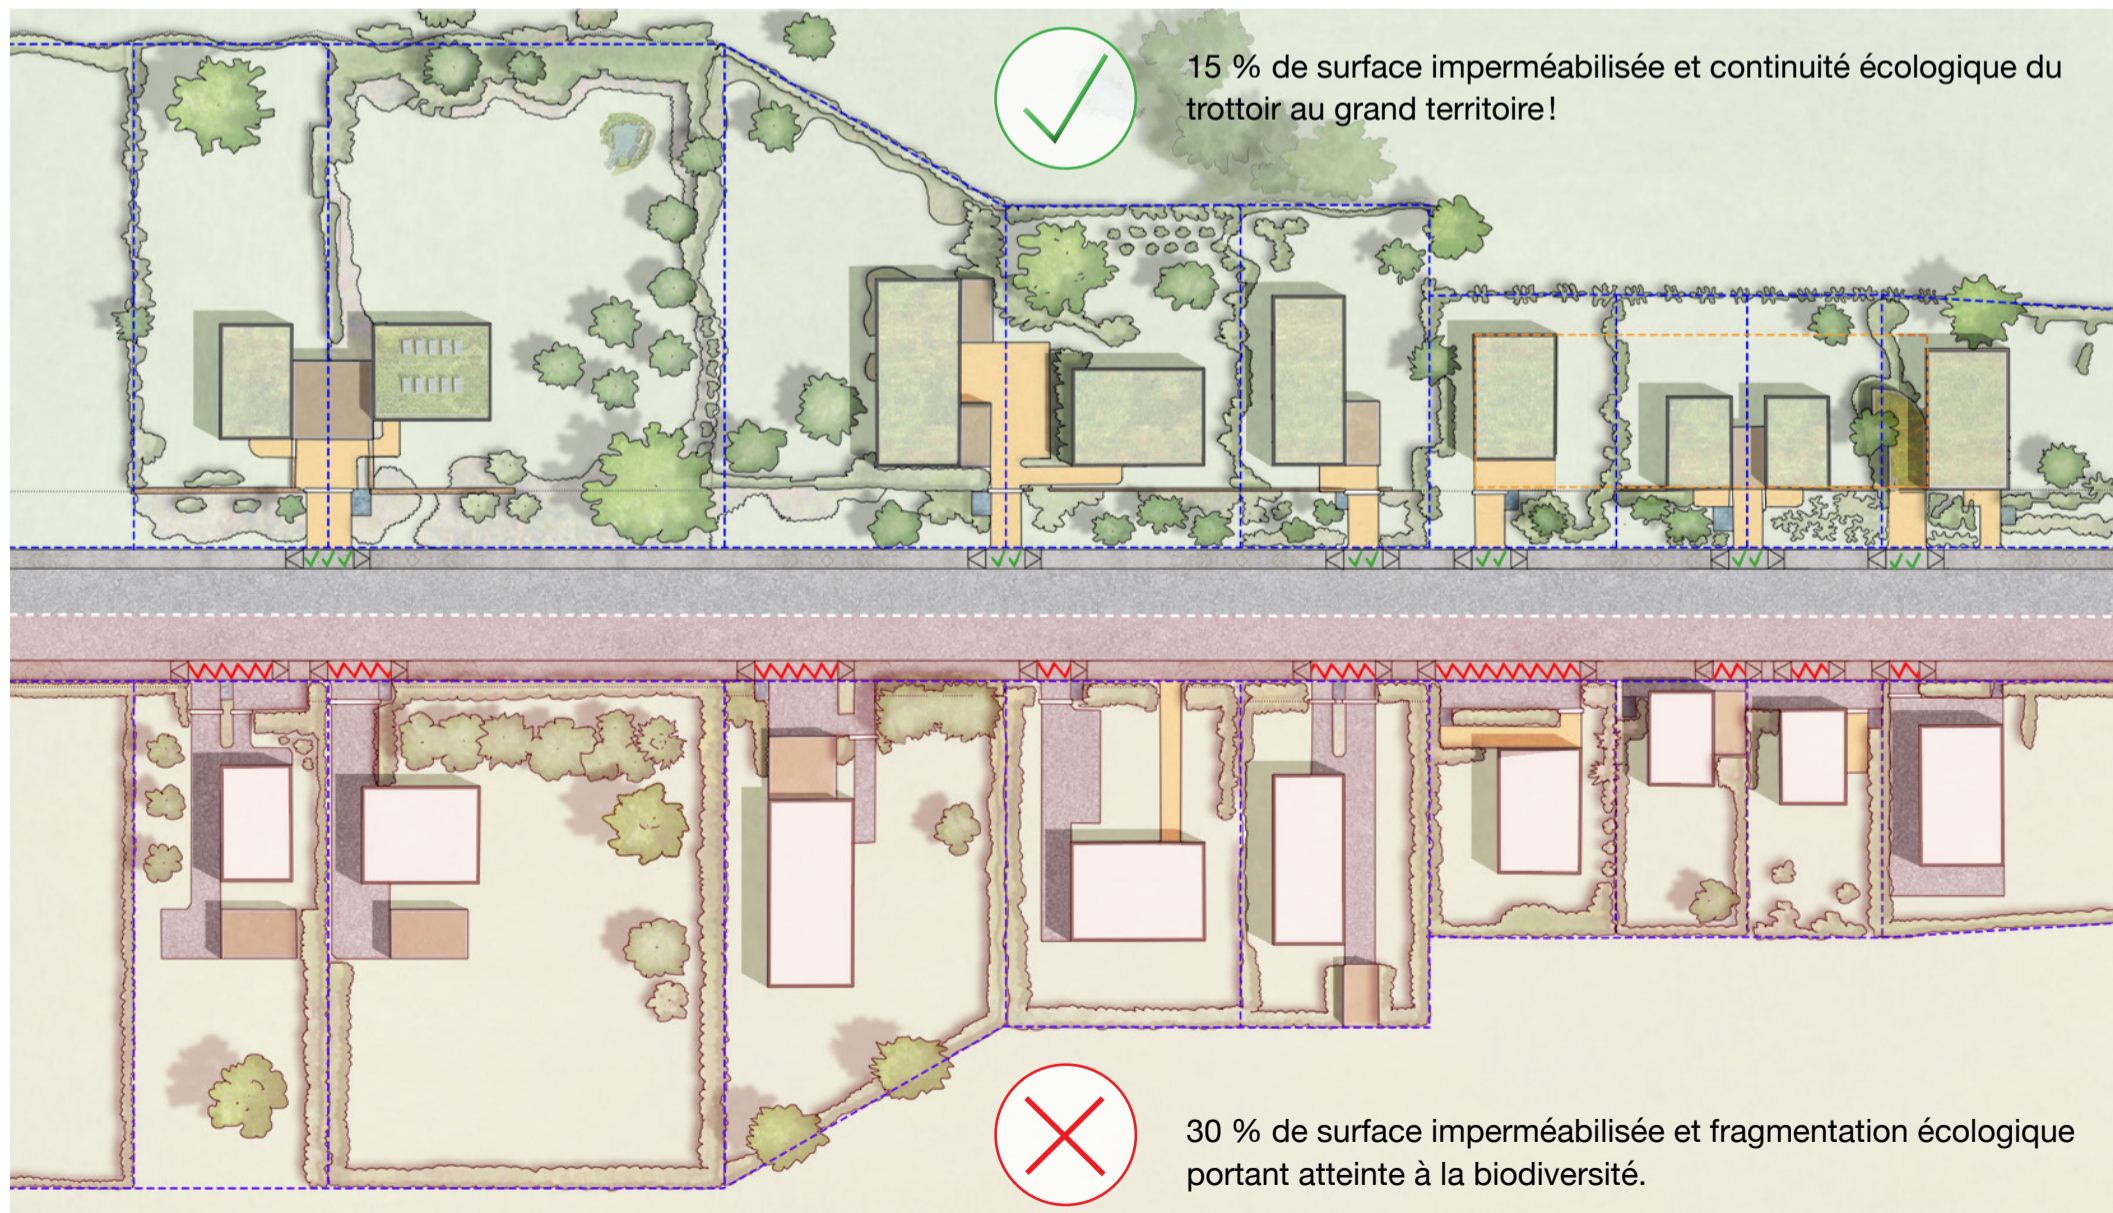 15 % de surface imperméabilisée et continuité écologique du
trottoir au grand territoire !
30 % de surface imperméabilisée et fragmentation écologique
portant atteinte à la biodiversité.